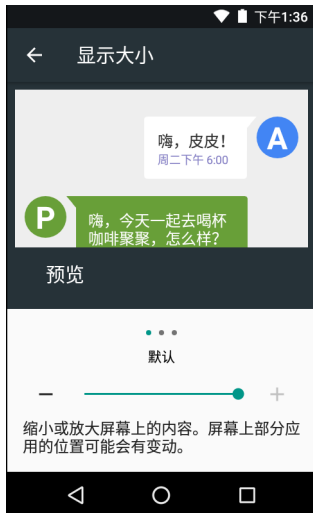 下午1:36
显示大小
嗨，皮皮！
周二下午 6:00
A
P
嗨，今天一起去喝杯
咖啡聚聚，怎么样？
预览
默认
缩小或放大屏幕上的内容。屏幕上部分应
用的位置可能会有变动。